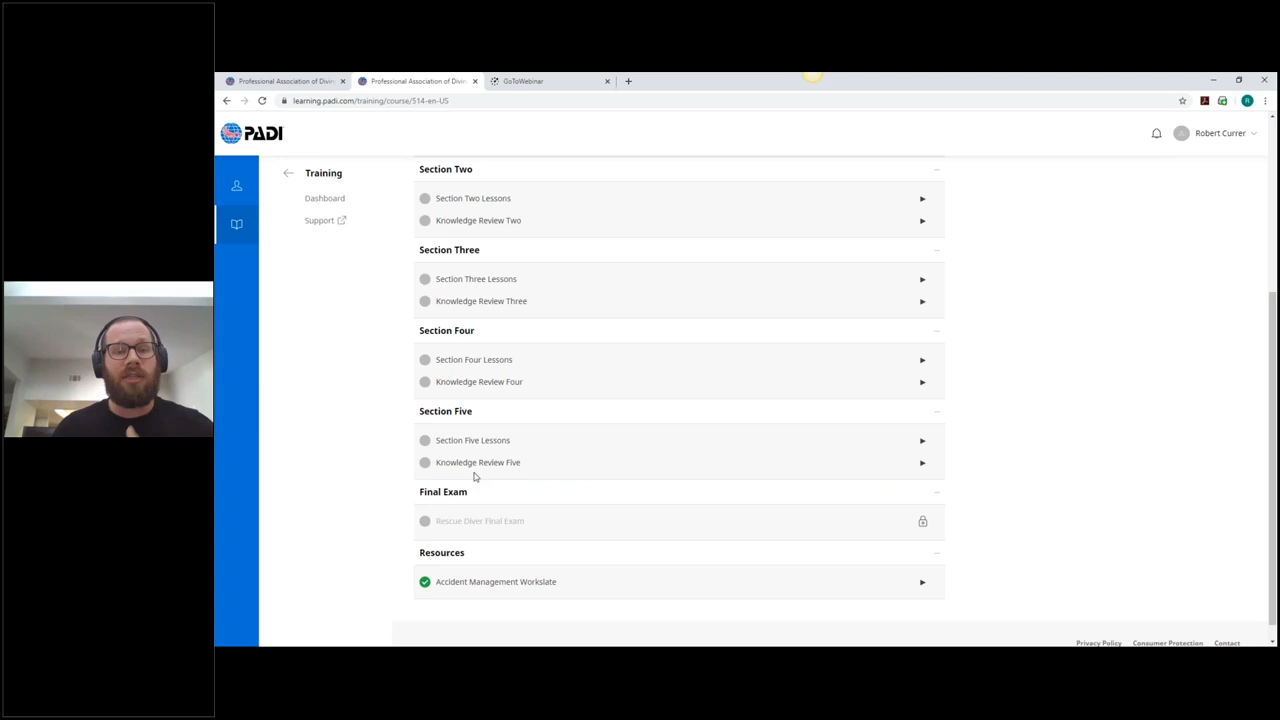 Professional Association of Divin
Professional Association of Divin
GoToWebinar
learning.padi.com/training/course/514-en-US
R
PADI
Robert Currer
Training
Dashboard
Support
Section Two
Section Two Lessons
Knowledge Review Two
Section Three
Section Three Lessons
Knowledge Review Three
Section Four
Section Four Lessons
Knowledge Review Four
Section Five
Section Five Lessons
Knowledge Review Five
Final Exam
Rescue Diver Final Exam
Resources
Accident Management Workslate
Privacy Policy
Consumer Protection
Contact